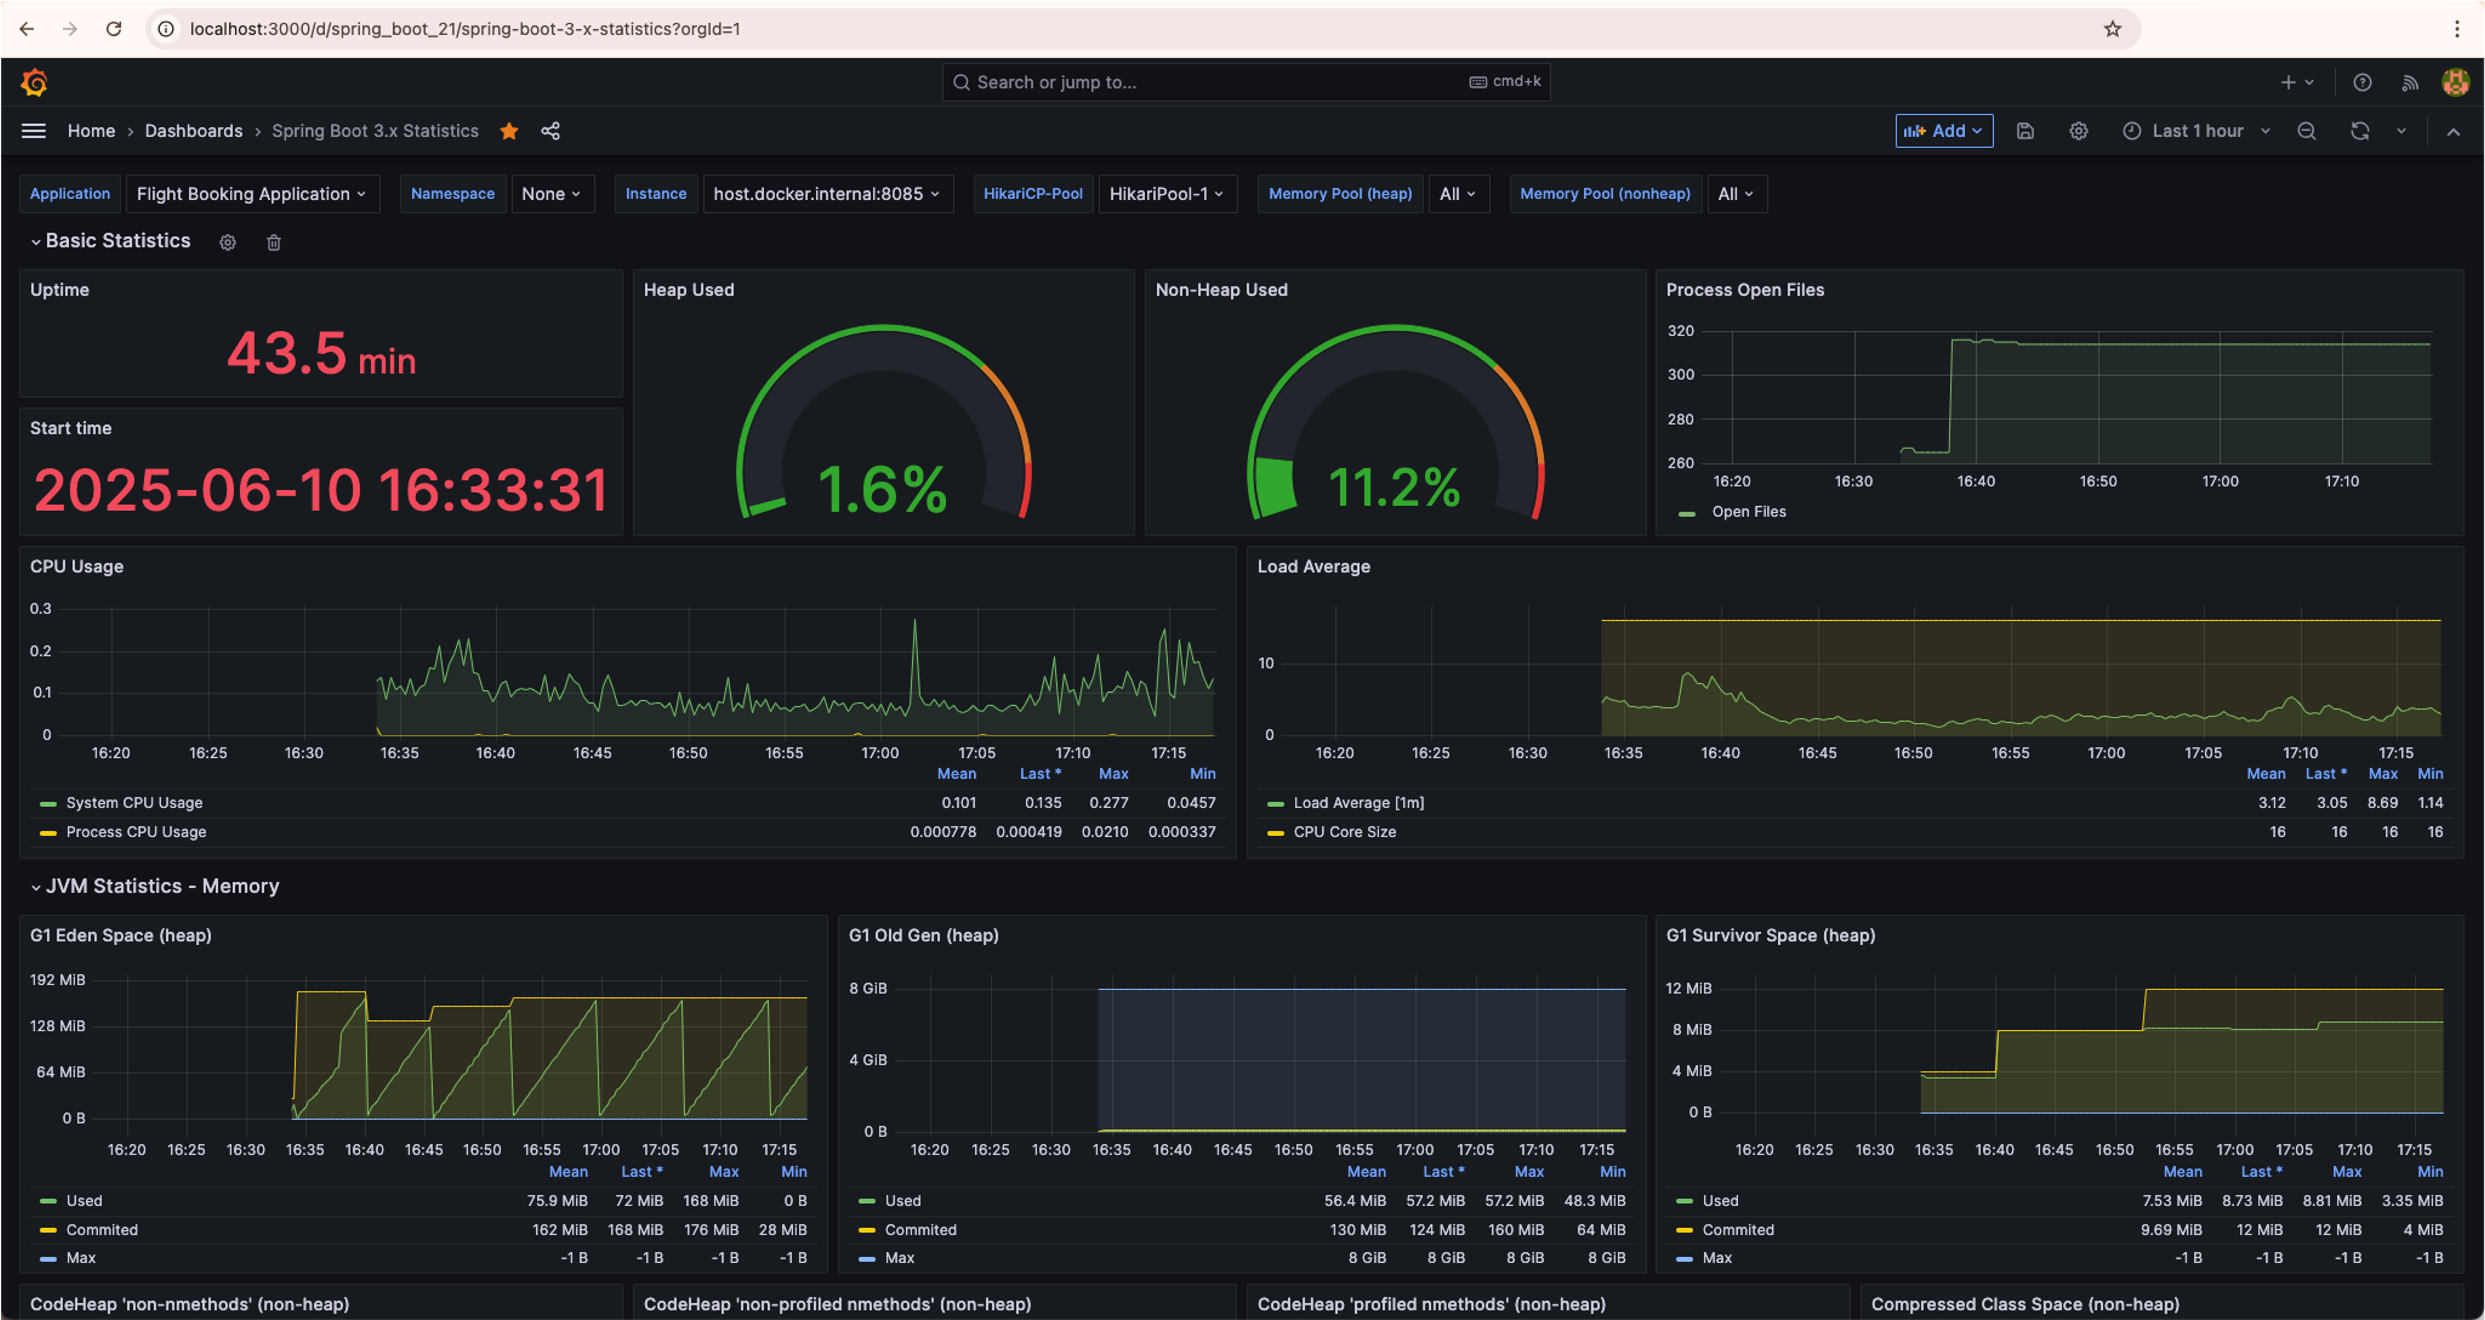 localhost:3000/d/spring_boot_21/spring-boot-3-x-statistics?orgId=1
Search or jump to... cmd+k
Home › Dashboards › Spring Boot 3.x Statistics Add Last 1 hour
Application Flight Booking Application Namespace None Instance host.docker.internal:8085 HikariCP-Pool HikariPool-1 Memory Pool (heap) All Memory Pool (nonheap) All
Basic Statistics
Uptime
43.5 min
Start time
2025-06-10 16:33:31
Heap Used
1.6%
Non-Heap Used
11.2%
Process Open Files
320
300
280
260
16:20 16:30 16:40 16:50 17:00 17:10
Open Files
CPU Usage
0.3
0.2
0.1
0
16:20 16:25 16:30 16:35 16:40 16:45 16:50 16:55 17:00 17:05 17:10 17:15
Mean Last * Max Min
System CPU Usage 0.101 0.135 0.277 0.0457
Process CPU Usage 0.000778 0.000419 0.0210 0.000337
Load Average
10
0
16:20 16:25 16:30 16:35 16:40 16:45 16:50 16:55 17:00 17:05 17:10 17:15
Mean Last * Max Min
Load Average [1m] 3.12 3.05 8.69 1.14
CPU Core Size 16 16 16 16
JVM Statistics - Memory
G1 Eden Space (heap)
192 MiB
128 MiB
64 MiB
0 B
16:20 16:25 16:30 16:35 16:40 16:45 16:50 16:55 17:00 17:05 17:10 17:15
Mean Last * Max Min
Used 75.9 MiB 72 MiB 168 MiB 0 B
Commited 162 MiB 168 MiB 176 MiB 28 MiB
Max -1 B -1 B -1 B -1 B
G1 Old Gen (heap)
8 GiB
4 GiB
0 B
16:20 16:25 16:30 16:35 16:40 16:45 16:50 16:55 17:00 17:05 17:10 17:15
Mean Last * Max Min
Used 56.4 MiB 57.2 MiB 57.2 MiB 48.3 MiB
Commited 130 MiB 124 MiB 160 MiB 64 MiB
Max 8 GiB 8 GiB 8 GiB 8 GiB
G1 Survivor Space (heap)
12 MiB
8 MiB
4 MiB
0 B
16:20 16:25 16:30 16:35 16:40 16:45 16:50 16:55 17:00 17:05 17:10 17:15
Mean Last * Max Min
Used 7.53 MiB 8.73 MiB 8.81 MiB 3.35 MiB
Commited 9.69 MiB 12 MiB 12 MiB 4 MiB
Max -1 B -1 B -1 B -1 B
CodeHeap 'non-nmethods' (non-heap)
CodeHeap 'non-profiled nmethods' (non-heap)
CodeHeap 'profiled nmethods' (non-heap)
Compressed Class Space (non-heap)